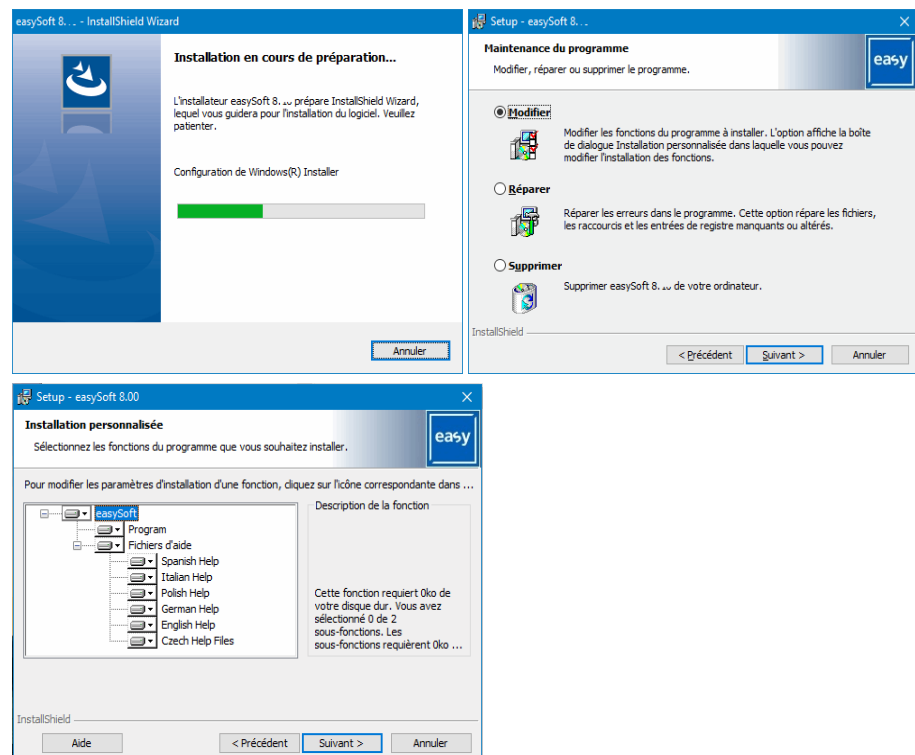 easySoft 8... - InstallShield Wizard
Installation en cours de préparation...
L'installateur easySoft 8. prépare InstallShield Wizard,
lequel vous guidera pour l'installation du logiciel. Veuillez
patienter.
Configuration de Windows(R) Installer
Annuler
Setup - easySoft 8...
Maintenance du programme
Modifier, réparer ou supprimer le programme.
easy
Modifier
Modifier les fonctions du programme à installer. L'option affiche la boîte
de dialogue Installation personnalisée dans laquelle vous pouvez
modifier l'installation des fonctions.
Réparer
Réparer les erreurs dans le programme. Cette option répare les fichiers,
les raccourcis et les entrées de registre manquants ou altérés.
Supprimer
Supprimer easySoft 8. de votre ordinateur.
InstallShield
< Précédent Suivant > Annuler
Setup - easySoft 8.00
Installation personnalisée
Sélectionnez les fonctions du programme que vous souhaitez installer.
easy
Pour modifier les paramètres d'installation d'une fonction, cliquez sur l'icône correspondante dans ...
easySoft
Program
Fichiers d'aide
Spanish Help
Italian Help
Polish Help
German Help
English Help
Czech Help Files
Description de la fonction
Cette fonction requiert 0ko de
votre disque dur. Vous avez
sélectionné 0 de 2
sous-fonctions. Les
sous-fonctions requièrent 0ko ...
InstallShield
Aide < Précédent Suivant > Annuler